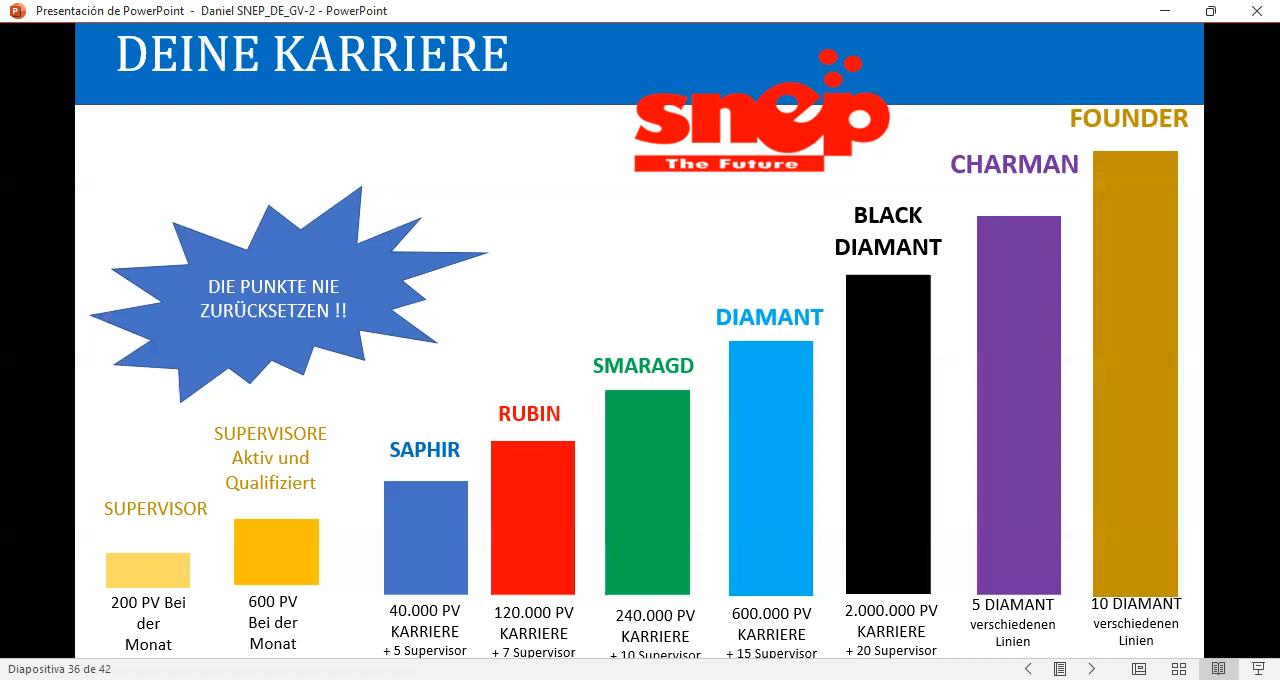 Presentación de PowerPoint - Daniel SNEP_DE_GV-2 - PowerPoint
DEINE KARRIERE
snep
The Future
FOUNDER
CHARMAN
BLACK
DIAMANT
DIAMANT
SMARAGD
RUBIN
SAPHIR
DIE PUNKTE NIE
ZURÜCKSETZEN !!
SUPERVISORE
Aktiv und
Qualifiziert
SUPERVISOR
200 PV Bei
der
Monat
600 PV
Bei der
Monat
40.000 PV
KARRIERE
+ 5 Supervisor
120.000 PV
KARRIERE
+ 7 Supervisor
240.000 PV
KARRIERE
+ 10 Supervisor
600.000 PV
KARRIERE
+ 15 Supervisor
2.000.000 PV
KARRIERE
+ 20 Supervisor
5 DIAMANT
verschiedenen
Linien
10 DIAMANT
verschiedenen
Linien
Diapositiva 36 de 42